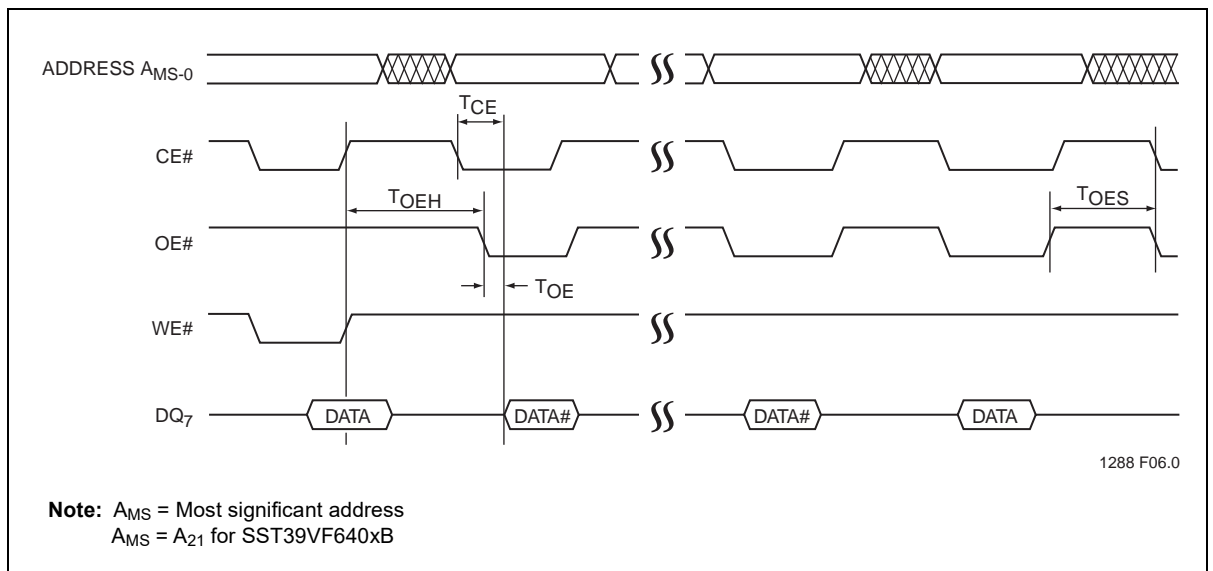 ADDRESS AMS-0
TCE
CE#
TOEH
TOES
OE#
TOE
WE#
DQ7 DATA DATA# DATA# DATA
1288 F06.0
Note: AMS = Most significant address
AMS = A21 for SST39VF640xB